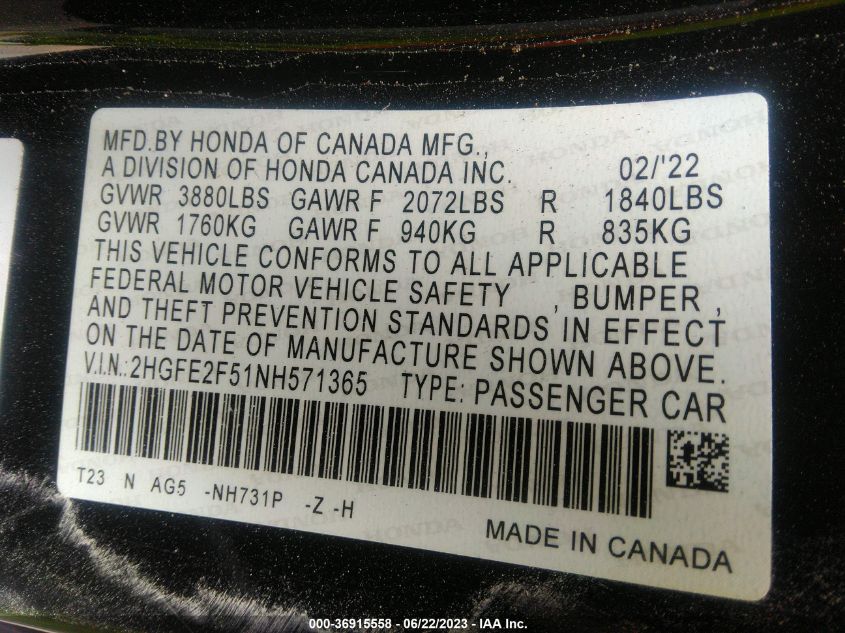 MFD.BY HONDA OF CANADA MFG.,
A DIVISION OF HONDA CANADA INC. 02/'22
GVWR 3880LBS GAWR F 2072LBS R 1840LBS
GVWR 1760KG GAWR F 940KG R 835KG
THIS VEHICLE CONFORMS TO ALL APPLICABLE
FEDERAL MOTOR VEHICLE SAFETY , BUMPER ,
AND THEFT PREVENTION STANDARDS IN EFFECT
ON THE DATE OF MANUFACTURE SHOWN ABOVE.
V.I.N.:2HGFE2F51NH571365 TYPE: PASSENGER CAR
T23 N AG5 -NH731P -Z -H
MADE IN CANADA
000-36915558 - 06/22/2023 - IAA Inc.